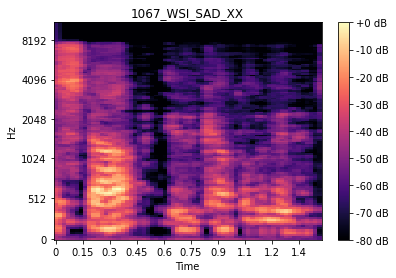 1067_WSI_SAD_XX
8192
4096
2048
1024
512
0
Hz
0 0.15 0.3 0.45 0.6 0.75 0.9 1.1 1.2 1.4
Time
+0 dB
-10 dB
-20 dB
-30 dB
-40 dB
-50 dB
-60 dB
-70 dB
-80 dB